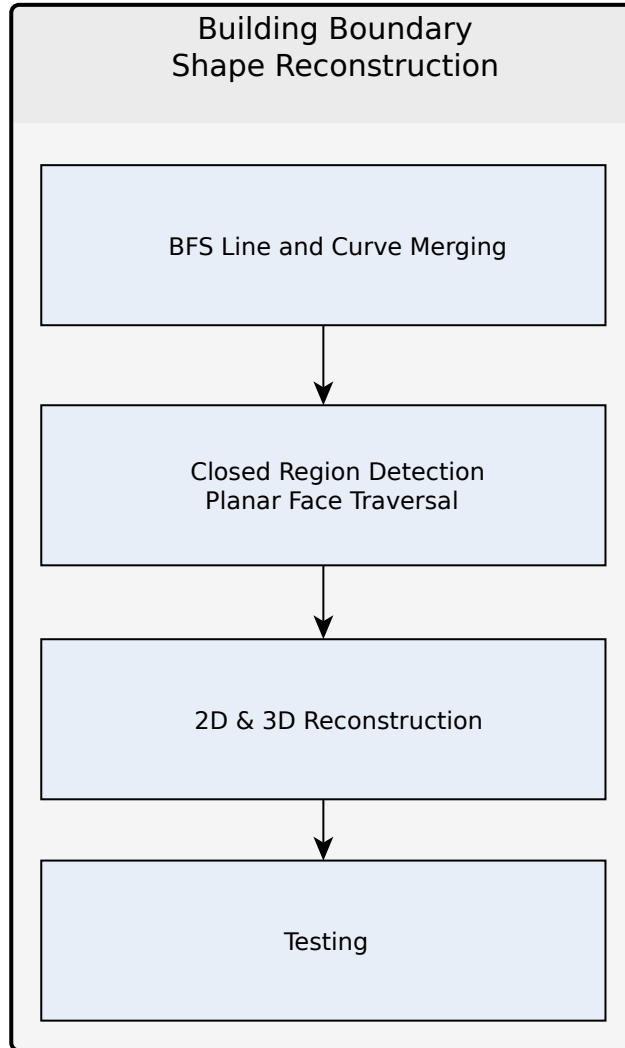 Building Boundary
Shape Reconstruction
BFS Line and Curve Merging
Closed Region Detection
Planar Face Traversal
2D & 3D Reconstruction
Testing